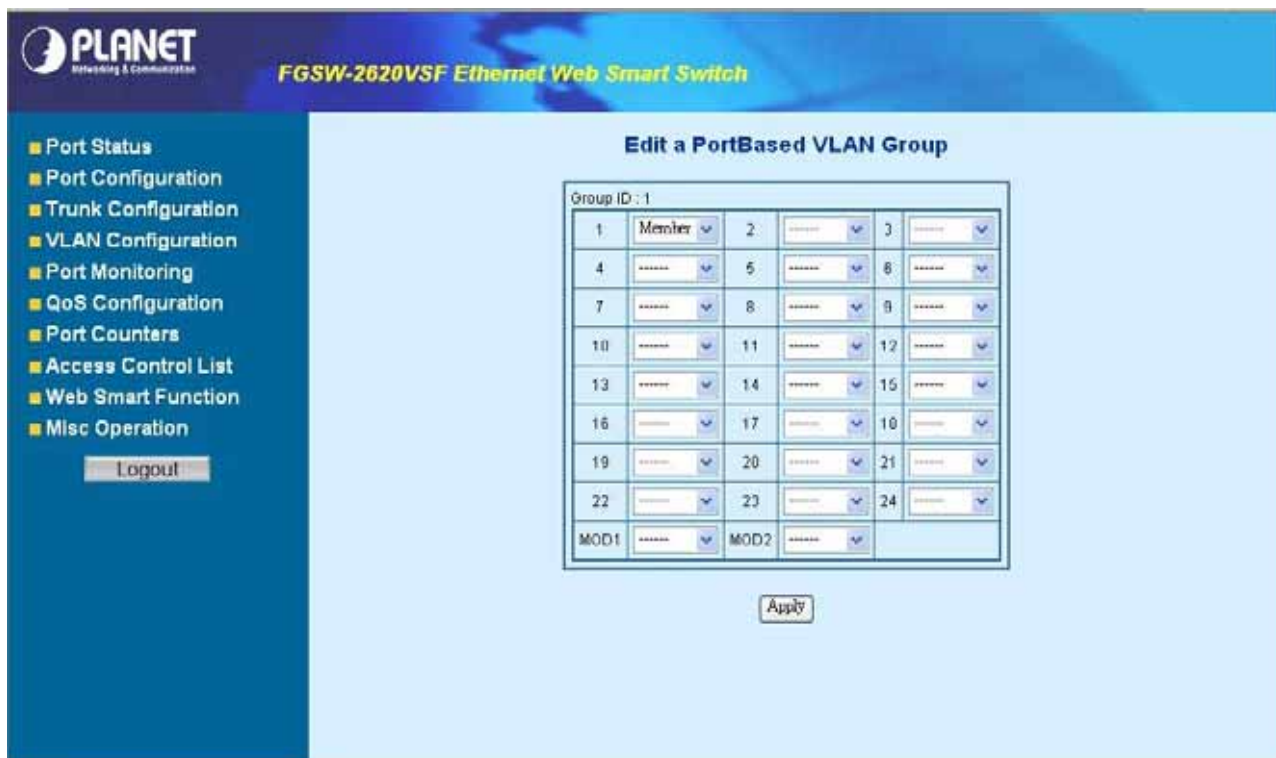 PLANET
Networking & Communication
FGSW-2620VSF Ethernet Web Smart Switch
Port Status
Port Configuration
Trunk Configuration
VLAN Configuration
Port Monitoring
QoS Configuration
Port Counters
Access Control List
Web Smart Function
Misc Operation
Logout
Edit a PortBased VLAN Group
Group ID : 1
1 Member 2 ------ 3 ------
4 ------ 5 ------ 6 ------
7 ------ 8 ------ 9 ------
10 ------ 11 ------ 12 ------
13 ------ 14 ------ 15 ------
16 ------ 17 ------ 18 ------
19 ------ 20 ------ 21 ------
22 ------ 23 ------ 24 ------
MOD1 ------ MOD2 ------
Apply